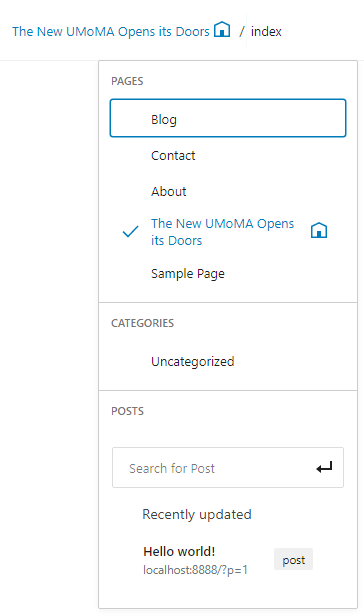 The New UMoMA Opens its Doors / index
PAGES
Blog
Contact
About
The New UMoMA Opens
its Doors
Sample Page
CATEGORIES
Uncategorized
POSTS
Search for Post
Recently updated
Hello world!
post
localhost:8888/?p=1